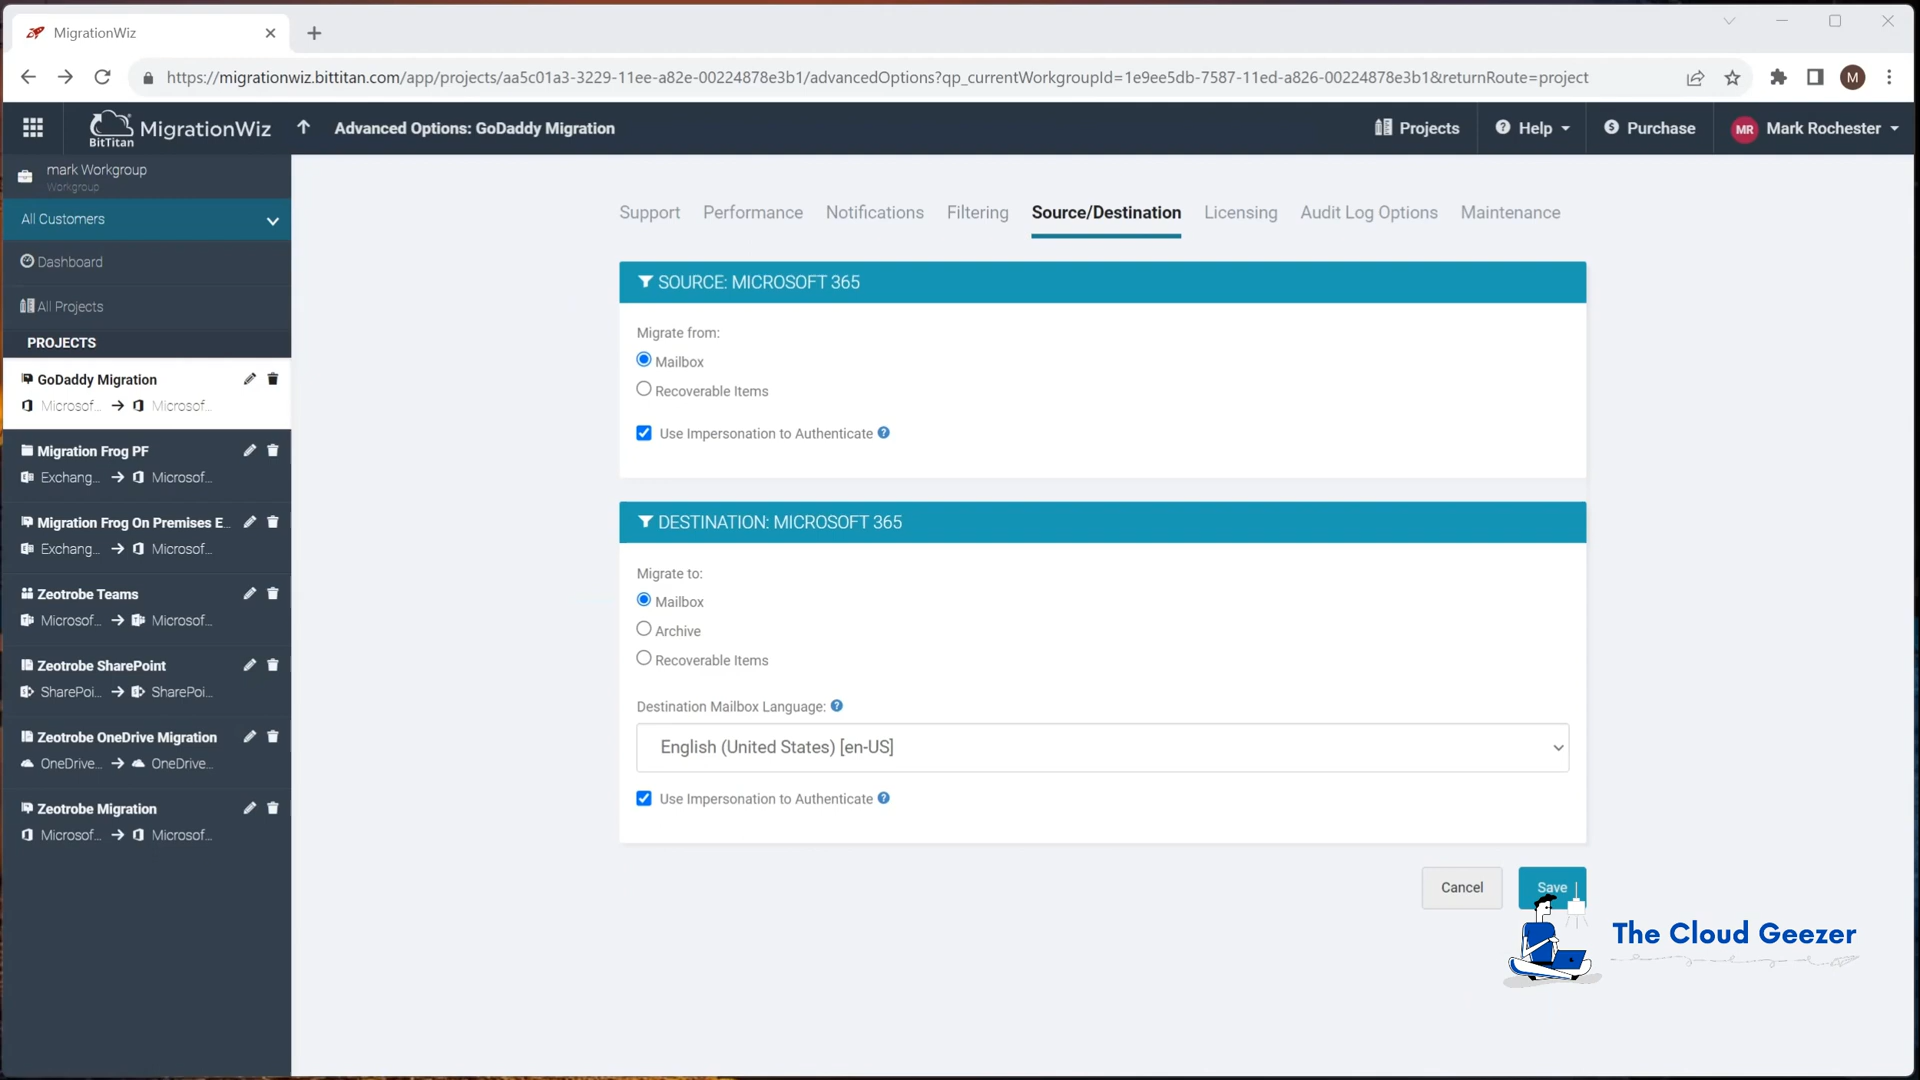 MigrationWiz
https://migrationwiz.bittitan.com/app/projects/aa5c01a3-3229-11ee-a82e-00224878e3b1/advancedOptions?qp_currentWorkgroupId=1e9ee5db-7587-11ed-a826-00224878e3b1&returnRoute=project
M
BitTitan MigrationWiz
Advanced Options: GoDaddy Migration
Projects
Help
Purchase
MR
Mark Rochester
mark Workgroup
Workgroup
All Customers
Dashboard
All Projects
PROJECTS
GoDaddy Migration
Microsof... → Microsof...
Migration Frog PF
Exchang... → Microsof...
Migration Frog On Premises E...
Exchang... → Microsof...
Zeotrobe Teams
Microsof... → Microsof...
Zeotrobe SharePoint
SharePoi... → SharePoi...
Zeotrobe OneDrive Migration
OneDrive... → OneDrive...
Zeotrobe Migration
Microsof... → Microsof...
Support Performance Notifications Filtering Source/Destination Licensing Audit Log Options Maintenance
SOURCE: MICROSOFT 365
Migrate from:
Mailbox
Recoverable Items
Use Impersonation to Authenticate
DESTINATION: MICROSOFT 365
Migrate to:
Mailbox
Archive
Recoverable Items
Destination Mailbox Language:
English (United States) [en-US]
Use Impersonation to Authenticate
Cancel
Save
The Cloud Geezer